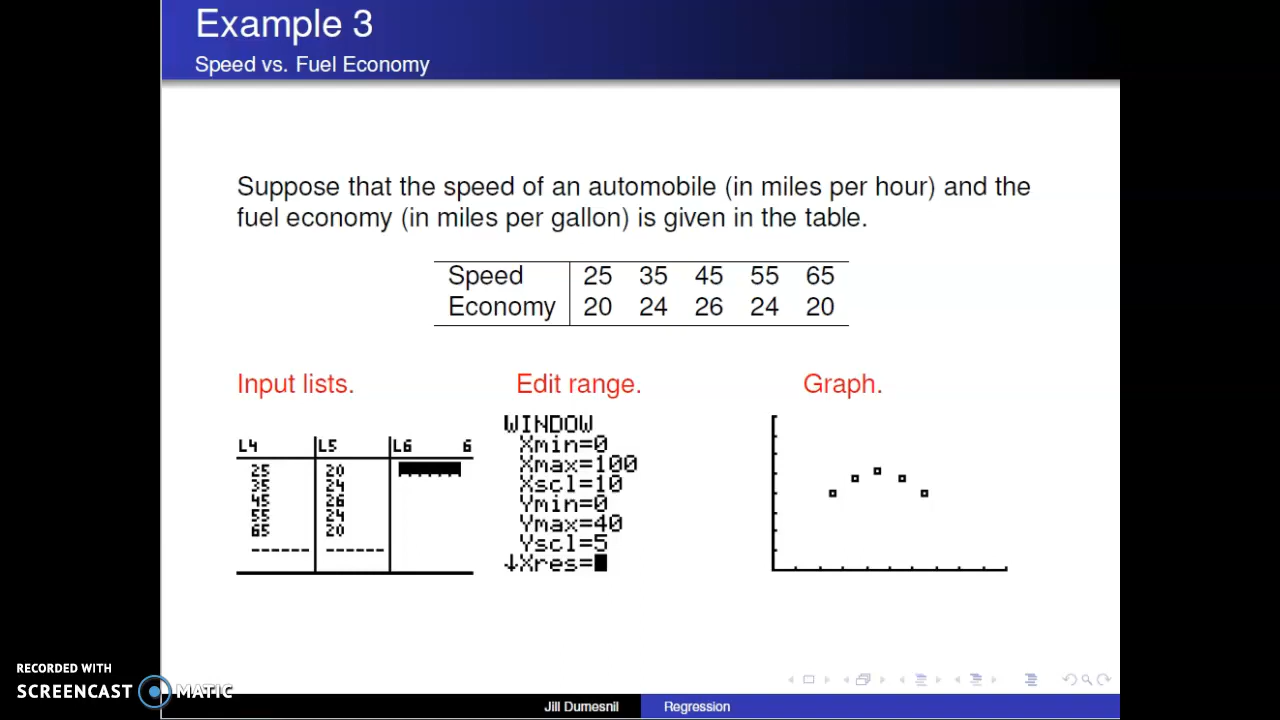 Example 3
Speed vs. Fuel Economy
Suppose that the speed of an automobile (in miles per hour) and the
fuel economy (in miles per gallon) is given in the table.
Speed 25 35 45 55 65
Economy 20 24 26 24 20
Input lists.
L4 L5 L6 6
25 20
35 24
45 26
55 24
65 20
------ ------
Edit range.
WINDOW
Xmin=0
Xmax=100
Xscl=10
Ymin=0
Ymax=40
Yscl=5
↓Xres=
Graph.
RECORDED WITH
SCREENCAST MATIC
Jill Dumesnil Regression